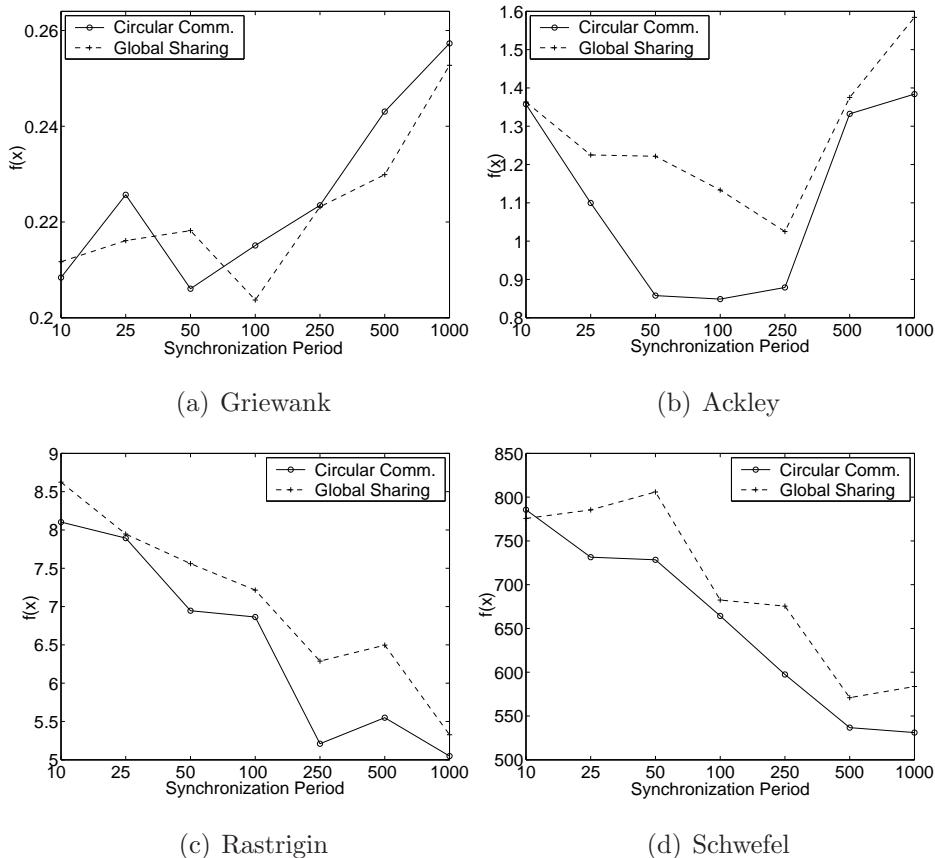 Circular Comm.
Global Sharing
0.26
0.24
0.22
0.2
f(x)
10 25 50 100 250 500 1000
Synchronization Period
(a) Griewank
Circular Comm.
Global Sharing
1.6
1.5
1.4
1.3
1.2
1.1
1
0.9
0.8
f(x)
10 25 50 100 250 500 1000
Synchronization Period
(b) Ackley
Circular Comm.
Global Sharing
9
8.5
8
7.5
7
6.5
6
5.5
5
f(x)
10 25 50 100 250 500 1000
Synchronization Period
(c) Rastrigin
Circular Comm.
Global Sharing
850
800
750
700
650
600
550
500
f(x)
10 25 50 100 250 500 1000
Synchronization Period
(d) Schwefel